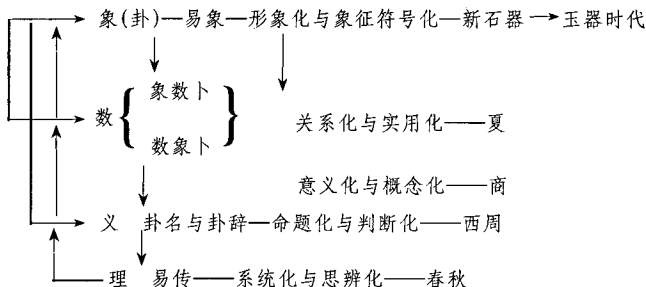 象(卦)—易象—形象化与象征符号化—新石器→玉器时代
象数卜
数{ } 关系化与实用化——夏
数象卜
意义化与概念化——商
义 卦名与卦辞—命题化与判断化——西周
理 易传——系统化与思辨化——春秋